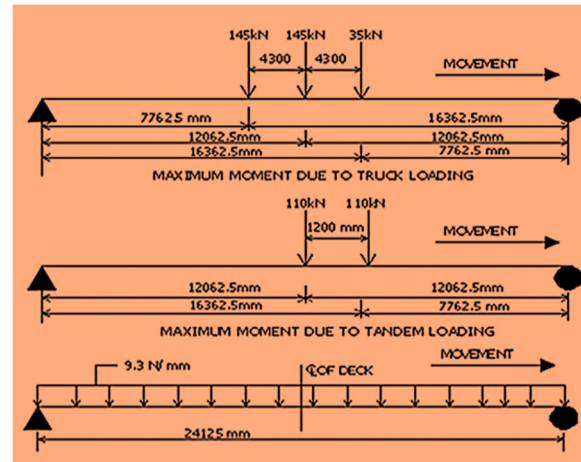 145kN 145kN 35kN
4300 4300
MOVEMENT
7762.5 mm 16362.5mm
12062.5mm 12062.5mm
16362.5mm 7762.5 mm
MAXIMUM MOMENT DUE TO TRUCK LOADING
110kN 110kN
1200 mm
MOVEMENT
12062.5mm 12062.5mm
16362.5mm 7762.5 mm
MAXIMUM MOMENT DUE TO TANDEM LOADING
9.3 N/mm ℄OF DECK MOVEMENT
24125 mm